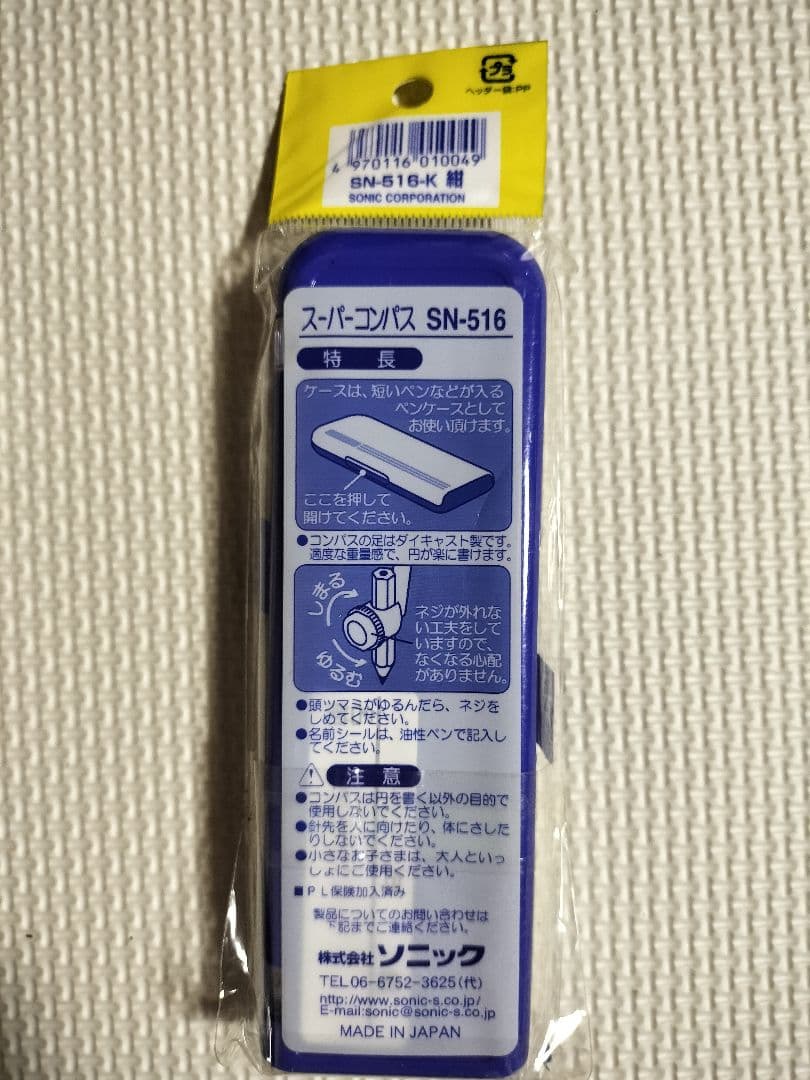 プラ
ヘッダー・袋:PP
4 970116 010049
SN-516-K 紺
SONIC CORPORATION
スーパーコンパス SN-516
特 長
ケースは、短いペンなどが入る
ペンケースとして
お使い頂けます。
ここを押して
開けてください。
●コンパスの足はダイキャスト製です。
適度な重量感で、円が楽に書けます。
しまる
ゆるむ
ネジが外れな
い工夫をして
いますので、
なくなる心配
がありません。
●頭ツマミがゆるんだら、ネジを
しめてください。
●名前シールは、油性ペンで記入し
てください。
注 意
●コンパスは円を書く以外の目的で
使用しないでください。
●針先を人に向けたり、体にさした
りしないでください。
●小さなお子さまは、大人といっ
しょにご使用ください。
■PL保険加入済み
製品についてのお問い合わせは
下記までご連絡ください。
株式会社 ソニック
TEL 06-6752-3625(代)
http://www.sonic-s.co.jp/
E-mail:sonic@sonic-s.co.jp
MADE IN JAPAN